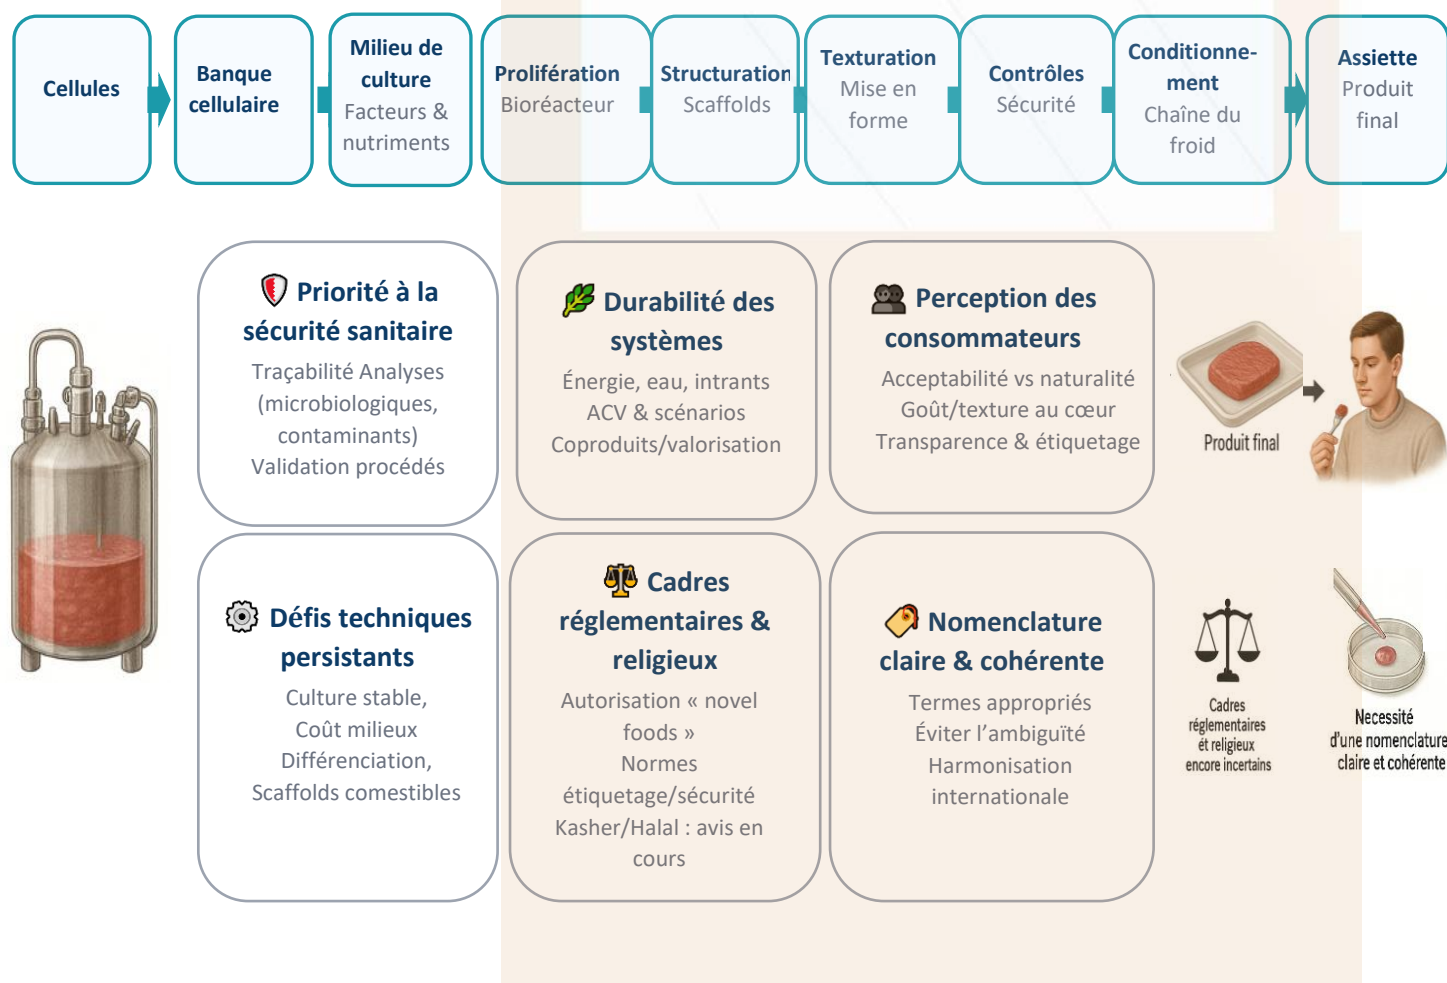 Cellules
Banque
cellulaire
Milieu de
culture
Facteurs &
nutriments
Prolifération
Bioréacteur
Structuration
Scaffolds
Texturation
Mise en
forme
Contrôles
Sécurité
Conditionne-
ment
Chaîne du
froid
Assiette
Produit
final
Priorité à la
sécurité sanitaire
Traçabilité Analyses
(microbiologiques,
contaminants)
Validation procédés
Durabilité des
systèmes
Énergie, eau, intrants
ACV & scénarios
Coproduits/valorisation
Perception des
consommateurs
Acceptabilité vs naturalité
Goût/texture au cœur
Transparence & étiquetage
Produit final
Défis techniques
persistants
Culture stable,
Coût milieux
Différenciation,
Scaffolds comestibles
Cadres
réglementaires &
religieux
Autorisation « novel
foods »
Normes
étiquetage/sécurité
Kasher/Halal : avis en
cours
Nomenclature
claire & cohérente
Termes appropriés
Éviter l’ambiguïté
Harmonisation
internationale
Cadres
réglementaires
ét religieux
encore incertains
Necessité
d'une nomenclature
claire et cohérente